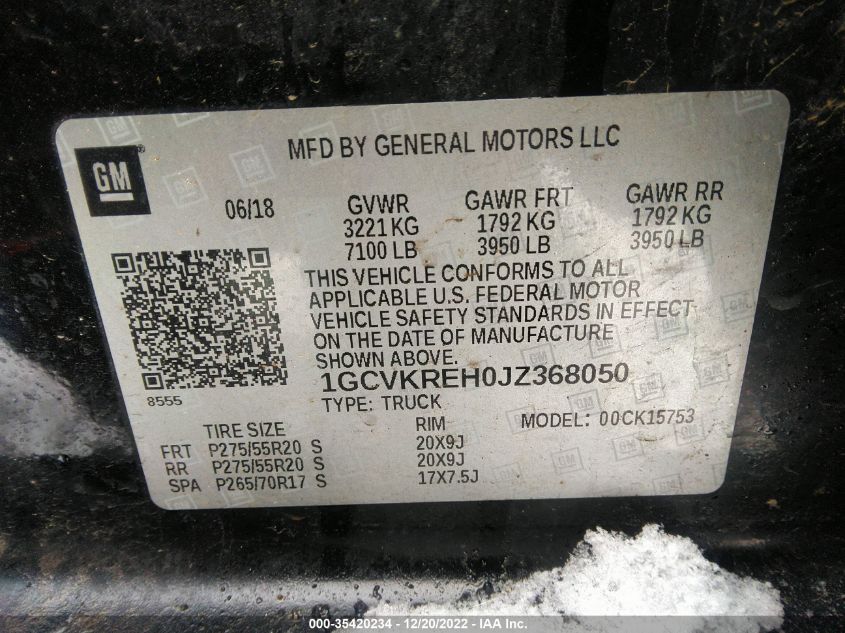 MFD BY GENERAL MOTORS LLC
GM
06/18 GVWR GAWR FRT GAWR RR
3221 KG 1792 KG 1792 KG
7100 LB 3950 LB 3950 LB
THIS VEHICLE CONFORMS TO ALL
APPLICABLE U.S. FEDERAL MOTOR
VEHICLE SAFETY STANDARDS IN EFFECT
ON THE DATE OF MANUFACTURE
SHOWN ABOVE.
1GCVKREH0JZ368050
8555
TYPE: TRUCK MODEL: 00CK15753
TIRE SIZE RIM
FRT P275/55R20 S 20X9J
RR P275/55R20 S 20X9J
SPA P265/70R17 S 17X7.5J
000-35420234 - 12/20/2022 - IAA Inc.